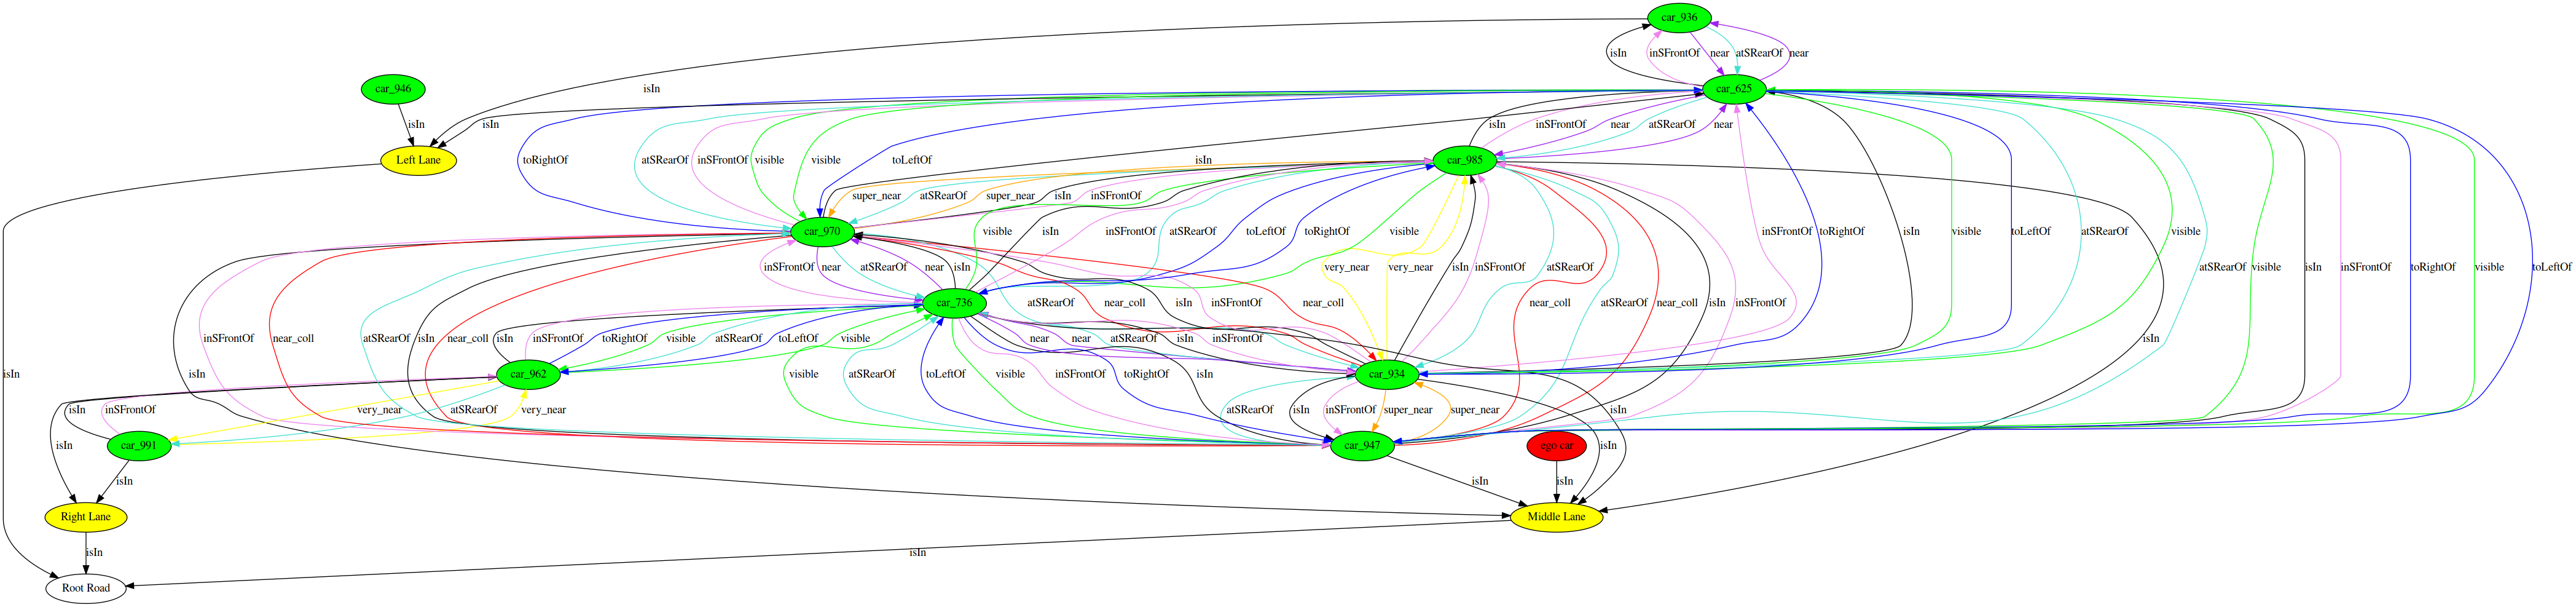 car_936
isIn inSFrontOf near atSRearOf near
isIn
car_946
car_625
isIn isIn isIn inSFrontOf atSRearOf near
Left Lane toRightOf atSRearOf inSFrontOf visible visible toLeftOf isIn car_985
super_near atSRearOf super_near isIn inSFrontOf
car_970 visible isIn inSFrontOf atSRearOf toLeftOf toRightOf visible inSFrontOf toRightOf isIn visible toLeftOf atSRearOf visible
inSFrontOf near atSRearOf near isIn very_near very_near isIn inSFrontOf atSRearOf atSRearOf visible isIn inSFrontOf toRightOf visible toLeftOf
car_736 atSRearOf near_coll isIn inSFrontOf near_coll near_coll atSRearOf near_coll isIn inSFrontOf
inSFrontOf near_coll atSRearOf isIn near_coll isIn inSFrontOf toRightOf visible atSRearOf toLeftOf visible near near atSRearOf isIn inSFrontOf isIn
isIn isIn car_962 visible atSRearOf toLeftOf visible inSFrontOf toRightOf isIn car_934
isIn inSFrontOf very_near atSRearOf very_near atSRearOf isIn inSFrontOf super_near super_near isIn
isIn car_991 car_947 ego car isIn
isIn isIn isIn
Right Lane Middle Lane
isIn isIn
Root Road